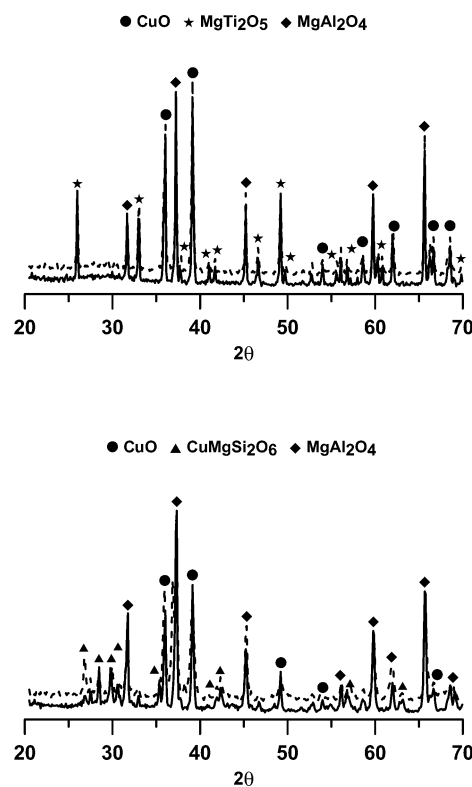 ● CuO ★ MgTi₂O₅ ◆ MgAl₂O₄
20 30 40 50 60 70
2θ
● CuO ▲ CuMgSi₂O₆ ◆ MgAl₂O₄
20 30 40 50 60 70
2θ